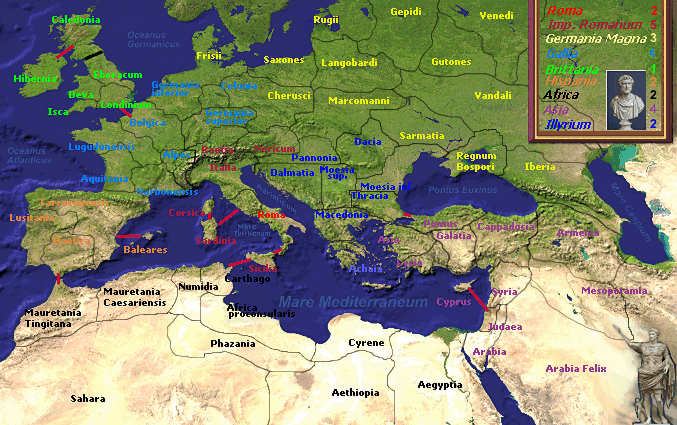 Caledonia
Hibernia
Eboracum
Deva
Isca
Londinium
Oceanus
Germanicus
Oceanus
Atlantificus
Frisii
Saxones
Rugii
Gepidi
Venedi
Langobardi
Gutones
Cherusci
Marcomanni
Vandali
Sarmatia
Regnum
Bospori
Iberia
Germania
inferior
Germania
superior
Belgica
Lugudunensis
Alpes
Aquitania
Narbonensis
Raetia
Noricum
Italia
Pannonia
Dacia
Dalmatia
Moesia
sup.
Moesia inf
Thracia
Macedonia
Achaia
Pontus Euxinus
Lusitania
Baetica
Baleares
Corsica
Sardinia
Roma
Mare
Tyrrhenum
Sicilia
Asia
Pontus
Galatia
Cappadocia
Armenia
Cyprus
Syria
Mesopotamia
Judaea
Arabia
Arabia Felix
Mare Mediterraneum
Mauretania
Tingitana
Mauretania
Caesariensis
Numidia
Carthago
Africa
proconsularis
Phazania
Cyrene
Sahara
Aethiopia
Aegyptia
Roma 2
Imp. Romanum 5
Germania Magna 3
Gallia 4
Brittania 1
Hispania 2
Africa 2
Asia 4
Illyrium 2